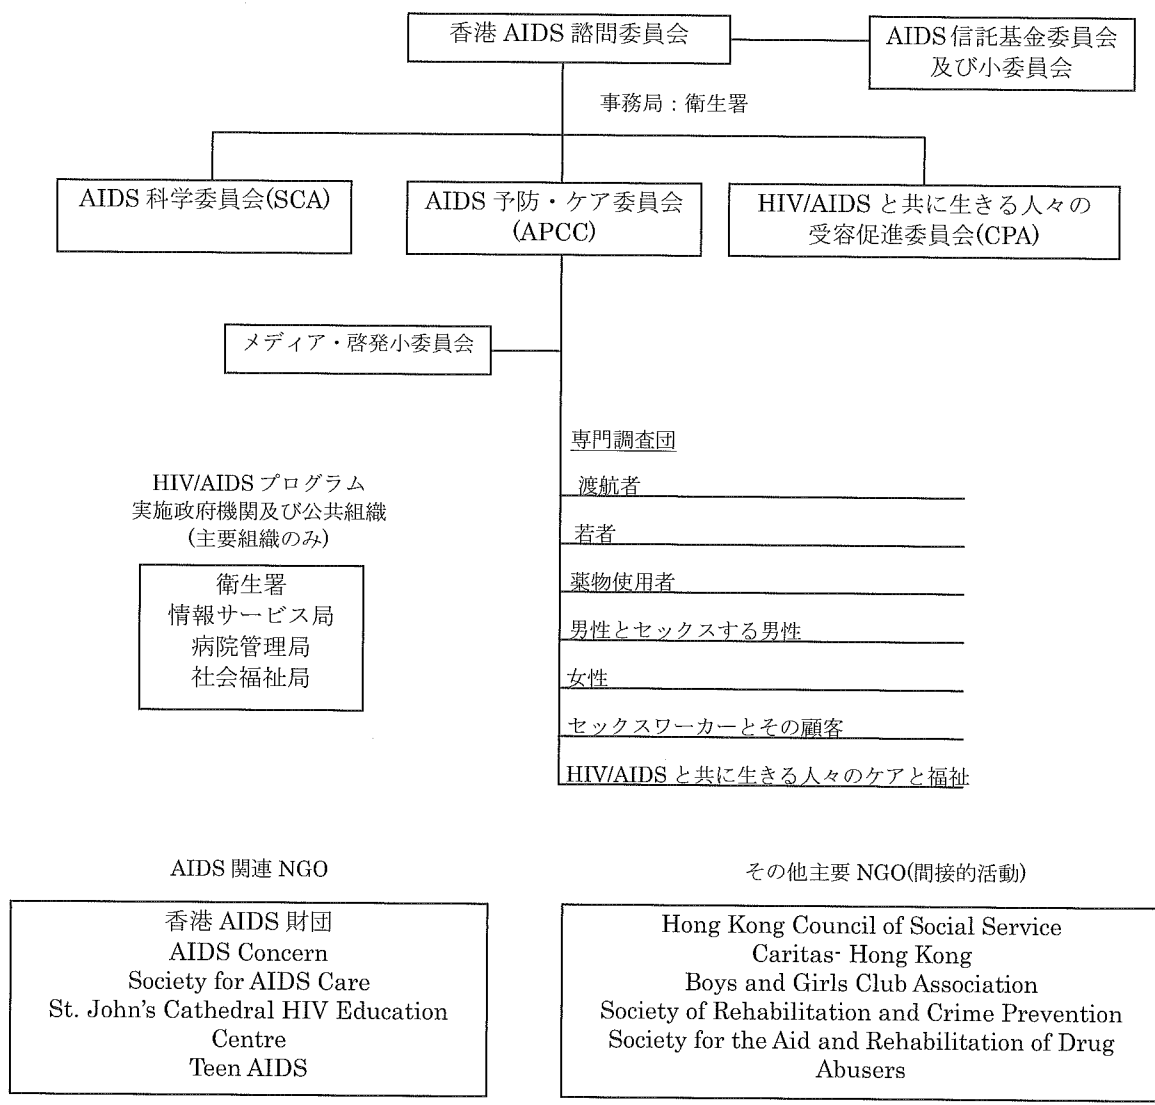 香港 AIDS 諮問委員会
AIDS 信託基金委員会
及び小委員会
事務局：衛生署
AIDS 科学委員会(SCA)
AIDS 予防・ケア委員会
(APCC)
HIV/AIDS と共に生きる人々の
受容促進委員会(CPA)
メディア・啓発小委員会
専門調査団
渡航者
若者
薬物使用者
男性とセックスする男性
女性
セックスワーカーとその顧客
HIV/AIDS と共に生きる人々のケアと福祉
HIV/AIDS プログラム
実施政府機関及び公共組織
(主要組織のみ)
衛生署
情報サービス局
病院管理局
社会福祉局
AIDS 関連 NGO
香港 AIDS 財団
AIDS Concern
Society for AIDS Care
St. John's Cathedral HIV Education
Centre
Teen AIDS
その他主要 NGO(間接的活動)
Hong Kong Council of Social Service
Caritas- Hong Kong
Boys and Girls Club Association
Society of Rehabilitation and Crime Prevention
Society for the Aid and Rehabilitation of Drug
Abusers